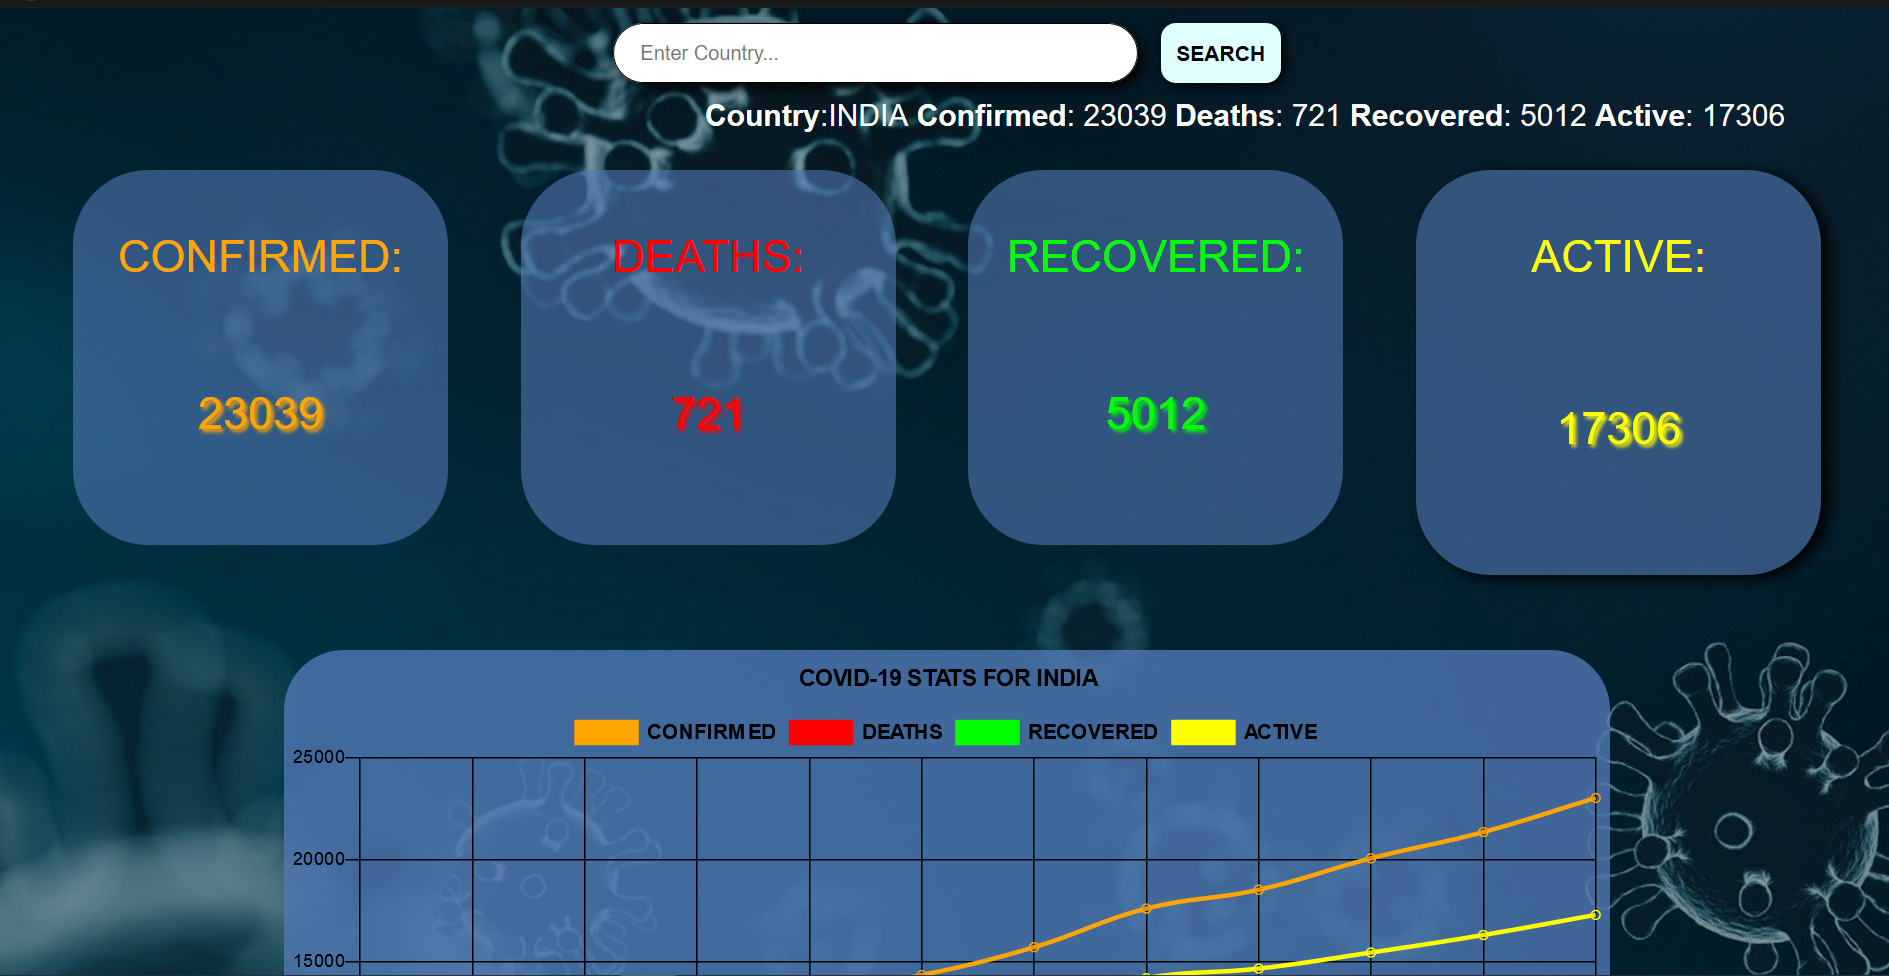 Enter Country...
SEARCH
Country:INDIA Confirmed: 23039 Deaths: 721 Recovered: 5012 Active: 17306
CONFIRMED:
23039
DEATHS:
721
RECOVERED:
5012
ACTIVE:
17306
COVID-19 STATS FOR INDIA
CONFIRMED DEATHS RECOVERED ACTIVE
25000
20000
15000